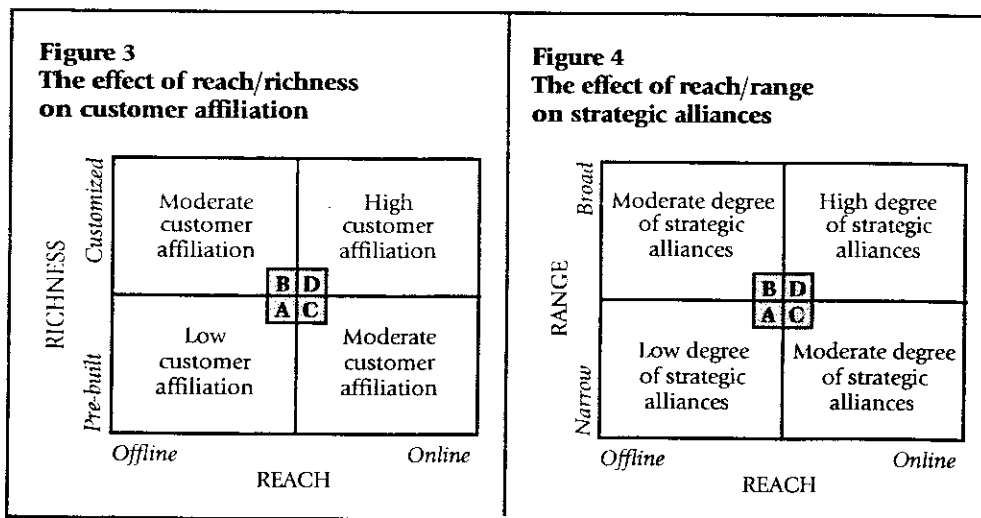 Figure 3
The effect of reach/richness
on customer affiliation
RICHNESS
Customized
Pre-built
Moderate
customer
affiliation
High
customer
affiliation
B D
A C
Low
customer
affiliation
Moderate
customer
affiliation
Offline
Online
REACH
Figure 4
The effect of reach/range
on strategic alliances
RANGE
Broad
Narrow
Moderate degree
of strategic
alliances
High degree
of strategic
alliances
B D
A C
Low degree
of strategic
alliances
Moderate degree
of strategic
alliances
Offline
Online
REACH